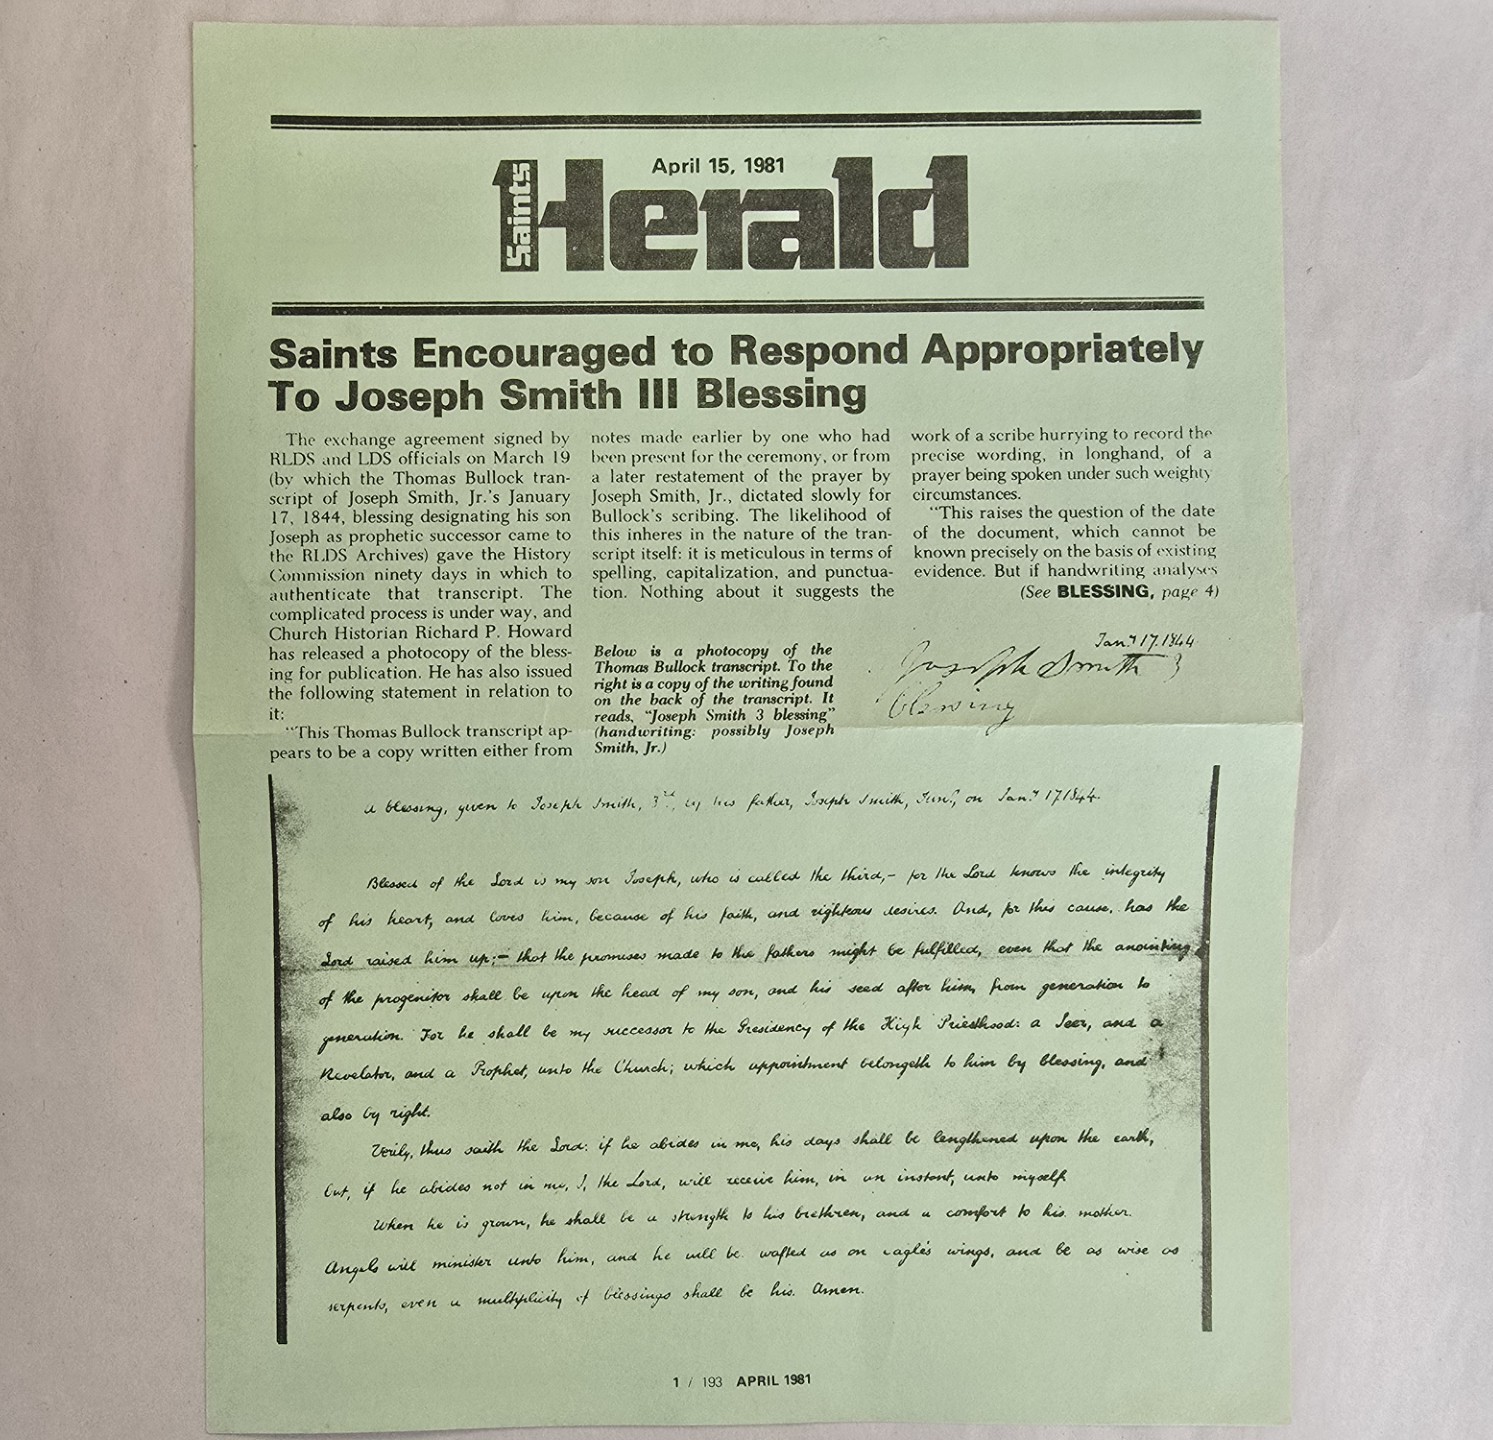 April 15, 1981
Saints Herald
Saints Encouraged to Respond Appropriately
To Joseph Smith III Blessing
The exchange agreement signed by
RLDS and LDS officials on March 19
(by which the Thomas Bullock tran-
script of Joseph Smith, Jr.'s January
17, 1844, blessing designating his son
Joseph as prophetic successor came to
the RLDS Archives) gave the History
Commission ninety days in which to
authenticate that transcript. The
complicated process is under way, and
Church Historian Richard P. Howard
has released a photocopy of the bless-
ing for publication. He has also issued
the following statement in relation to
it:
"This Thomas Bullock transcript ap-
pears to be a copy written either from
notes made earlier by one who had
been present for the ceremony, or from
a later restatement of the prayer by
Joseph Smith, Jr., dictated slowly for
Bullock's scribing. The likelihood of
this inheres in the nature of the tran-
script itself: it is meticulous in terms of
spelling, capitalization, and punctua-
tion. Nothing about it suggests the
work of a scribe hurrying to record the
precise wording, in longhand, of a
prayer being spoken under such weighty
circumstances.
"This raises the question of the date
of the document, which cannot be
known precisely on the basis of existing
evidence. But if handwriting analyses
(See BLESSING, page 4)
Below is a photocopy of the
Thomas Bullock transcript. To the
right is a copy of the writing found
on the back of the transcript. It
reads, "Joseph Smith 3 blessing"
(handwriting: possibly Joseph
Smith, Jr.)
Jany 17. 1844
Joseph Smith 3
blessing
A blessing, given to Joseph Smith, 3rd, by his father, Joseph Smith, Junr, on Jany 17 1844.
Blessed of the Lord is my son Joseph, who is called the third,- for the Lord knows the integrity
of his heart, and loves him, because of his faith, and righteous desires. And, for this cause, has the
Lord raised him up;- that the promises made to the fathers might be fulfilled, even that the anointing
of the progenitor shall be upon the head of my son, and his seed after him, from generation to
generation. For he shall be my successor to the Presidency of the High Priesthood: a Seer, and a
Revelator, and a Prophet, unto the Church; which appointment belongeth to him by blessing, and
also by right.
Verily, thus saith the Lord: if he abides in me, his days shall be lengthened upon the earth,
but, if he abides not in me, I, the Lord, will receive him, in an instant, unto myself.
When he is grown, he shall be a strength to his brethren, and a comfort to his mother.
Angels will minister unto him, and he will be wafted as on eagle's wings, and be as wise as
serpents, even a multiplicity of blessings shall be his. Amen.
1 / 193 APRIL 1981